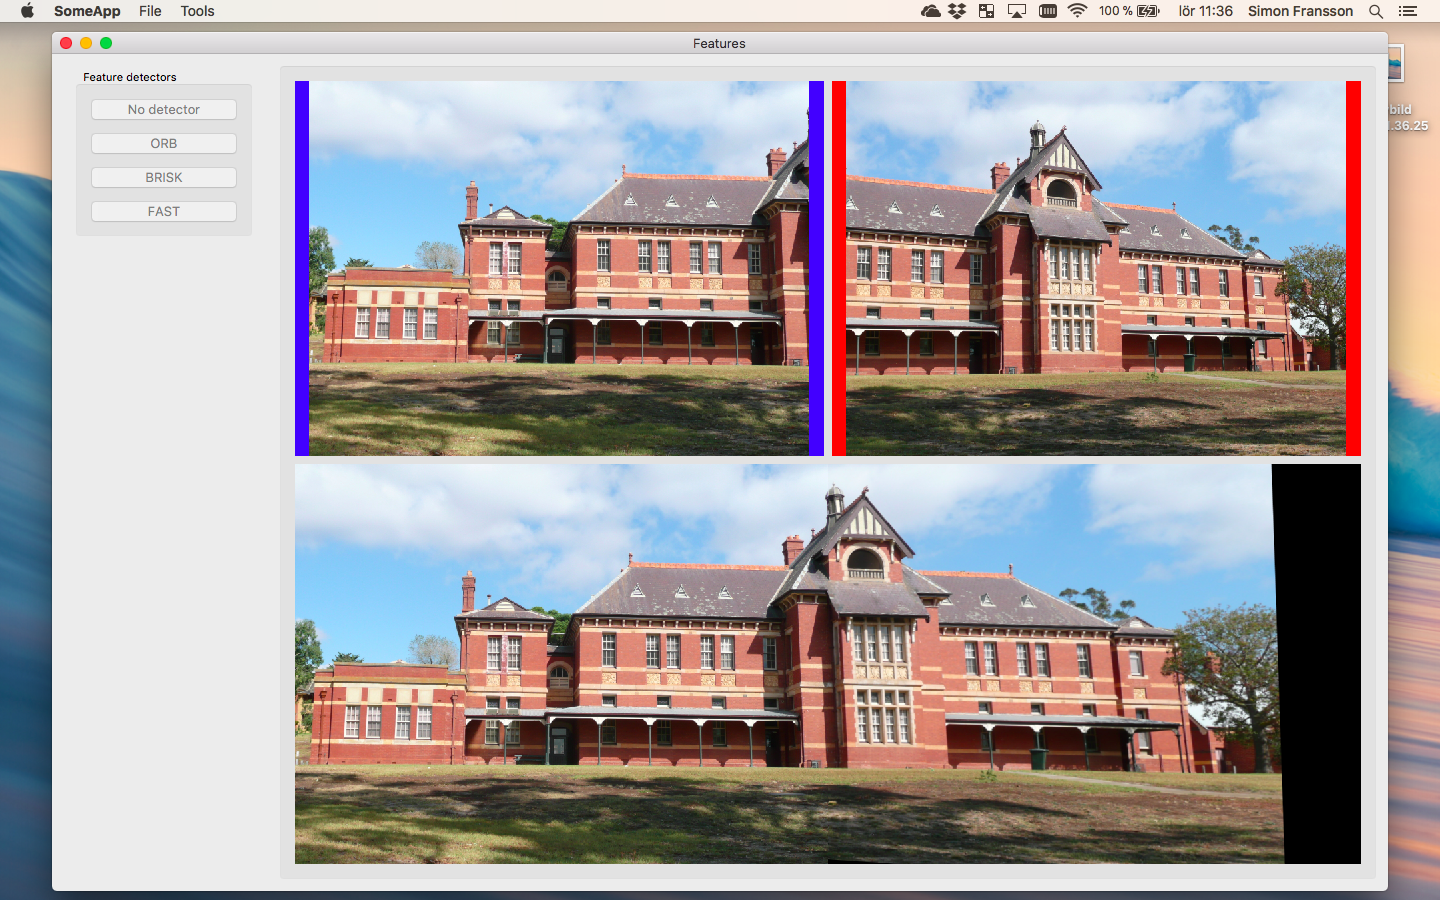 SomeApp File Tools 100 % lör 11:36 Simon Fransson
Features
Feature detectors
No detector
ORB
BRISK
FAST
bild
.36.25